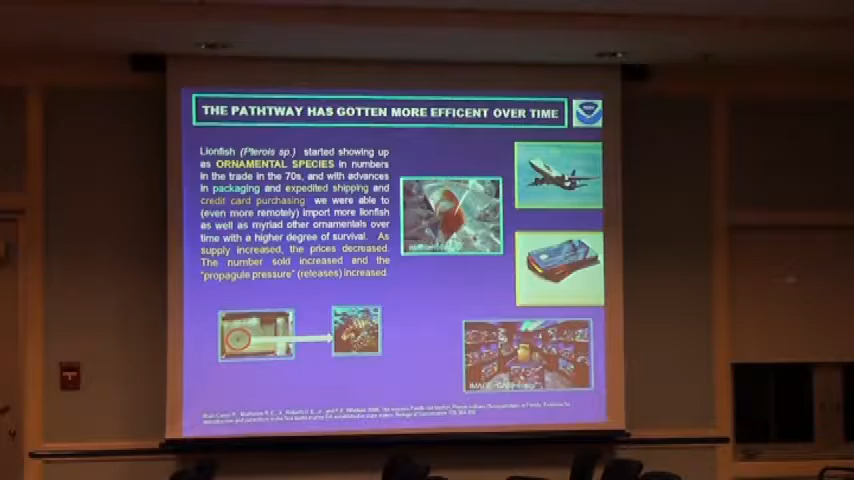 THE PATHTWAY HAS GOTTEN MORE EFFICENT OVER TIME
Lionfish (Pterois sp.) started showing up
as ORNAMENTAL SPECIES in numbers
in the trade in the 70s, and with advances
in packaging and expedited shipping and
credit card purchasing we were able to
(even more remotely) import more lionfish
as well as myriad other ornamentals over
time with a higher degree of survival. As
supply increased, the prices decreased.
The number sold increased and the
"propagule pressure" (releases) increased.